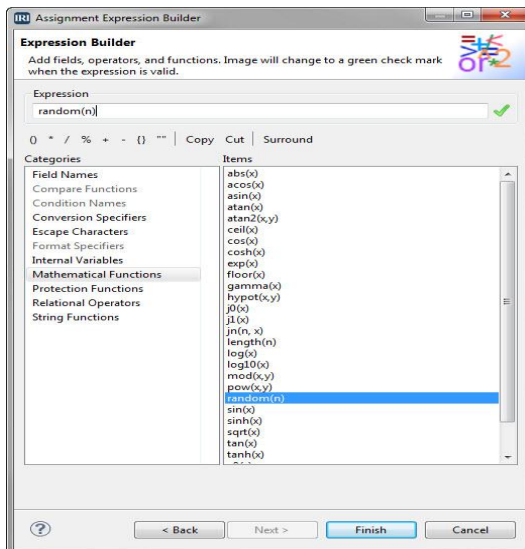 IRI Assignment Expression Builder
Expression Builder
Add fields, operators, and functions. Image will change to a green check mark
when the expression is valid.
Expression
random(n)
() * / % + - {} "" Copy Cut Surround
Categories
Field Names
Compare Functions
Condition Names
Conversion Specifiers
Escape Characters
Format Specifiers
Internal Variables
Mathematical Functions
Protection Functions
Relational Operators
String Functions
Items
abs(x)
acos(x)
asin(x)
atan(x)
atan2(x,y)
ceil(x)
cos(x)
cosh(x)
exp(x)
floor(x)
gamma(x)
hypot(x,y)
j0(x)
j1(x)
jn(n, x)
length(n)
log(x)
log10(x)
mod(x,y)
pow(x,y)
random(n)
sin(x)
sinh(x)
sqrt(x)
tan(x)
tanh(x)
? < Back Next > Finish Cancel